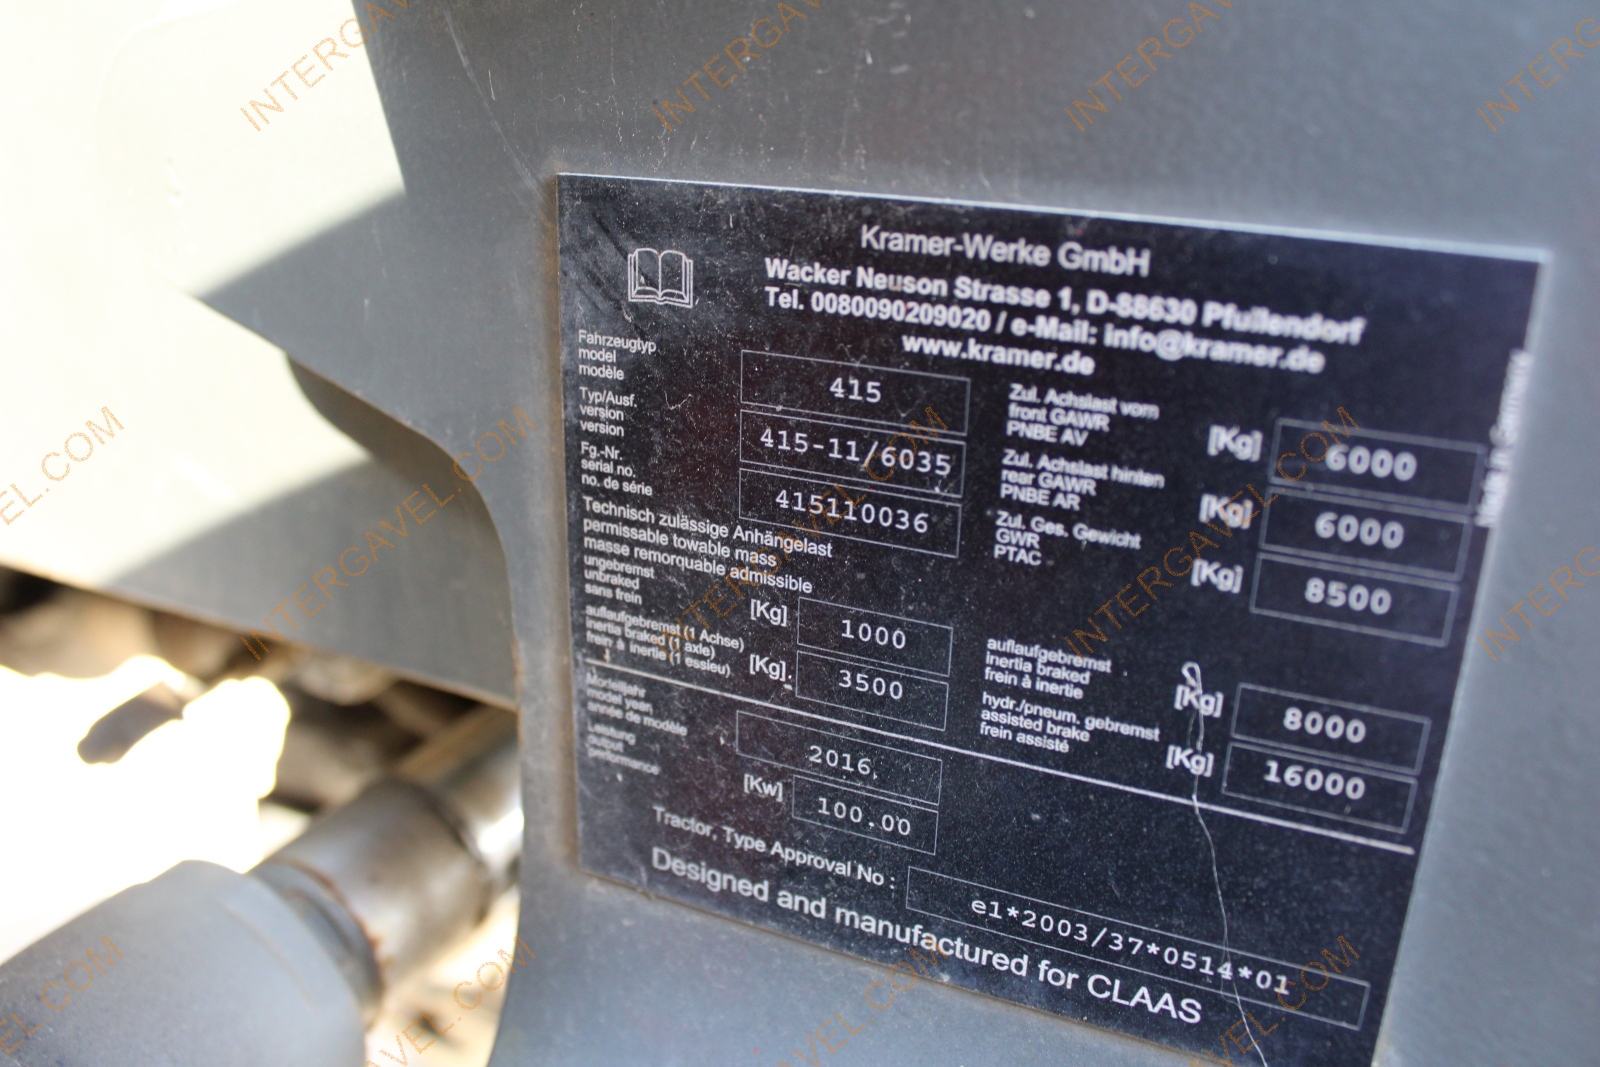 Kramer-Werke GmbH
Wacker Neuson Strasse 1, D-88630 Pfullendorf
Tel. 0080090209020 / e-Mail: info@kramer.de
www.kramer.de
Fahrzeugtyp
model
modèle
415
Typ/Ausf.
version
version
415-11/6035
Fg.-Nr.
serial no.
no. de série
415110036
Zul. Achslast vorn
front GAWR
PNBE AV
[Kg] 6000
Zul. Achslast hinten
rear GAWR
PNBE AR
[Kg] 6000
Zul. Ges. Gewicht
GWR
PTAC
[Kg] 8500
Technisch zulässige Anhängelast
permissable towable mass
masse remorquable admissible
ungebremst
unbraked
sans frein
[Kg] 1000
auflaufgebremst (1 Achse)
inertia braked (1 axle)
frein à inertie (1 essieu)
[Kg] 3500
auflaufgebremst
inertia braked
frein à inertie
[Kg] 8000
hydr./pneum. gebremst
assisted brake
frein assisté
[Kg] 16000
Modelljahr
model year
année de modèle
2016
Leistung
output
performance
[Kw] 100.00
Tractor, Type Approval No :
e1*2003/37*0514*01
Designed and manufactured for CLAAS
Made in Germany
INTERGAVEL.COM
INTERGAVEL.COM
INTERGAVEL.COM
INTERGAVEL.COM